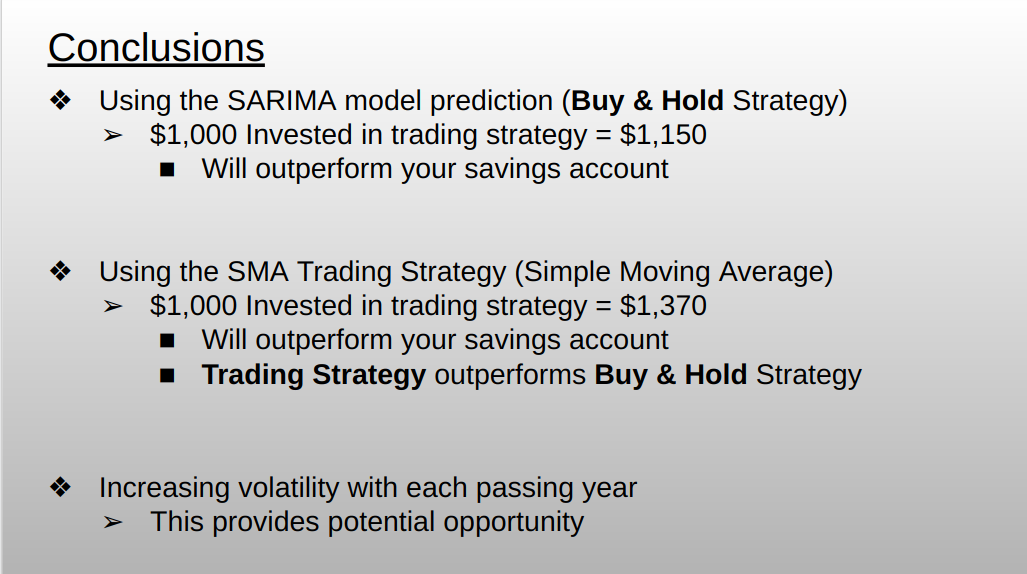 Conclusions
❖ Using the SARIMA model prediction (Buy & Hold Strategy)
➢ $1,000 Invested in trading strategy = $1,150
■ Will outperform your savings account
❖ Using the SMA Trading Strategy (Simple Moving Average)
➢ $1,000 Invested in trading strategy = $1,370
■ Will outperform your savings account
■ Trading Strategy outperforms Buy & Hold Strategy
❖ Increasing volatility with each passing year
➢ This provides potential opportunity